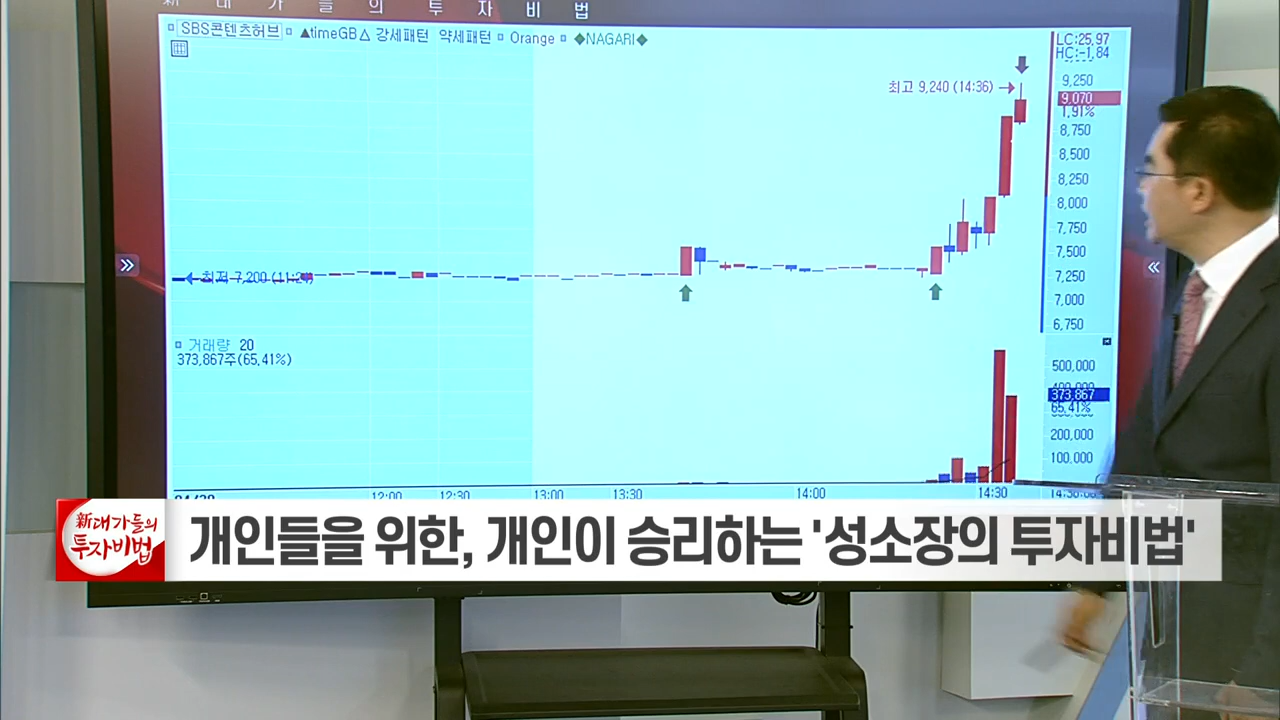 新 대 가 들 의 투 자 비 법
SBS콘텐츠허브 ▲timeGB△ 강세패턴 약세패턴 Orange ◆NAGARI◆
LC:25.97
HC:-1.84
최고 9,240 (14:36)
9,250
9,070
1.91%
8,750
8,500
8,250
8,000
7,750
7,500
7,250
7,000
6,750
최저 7,200
거래량 20
373,867주(65.41%)
500,000
373,867
65.41%
200,000
100,000
12:00 12:30 13:00 13:30 14:00 14:30
新대가들의
투자비법
개인들을 위한, 개인이 승리하는 '성소장의 투자비법'